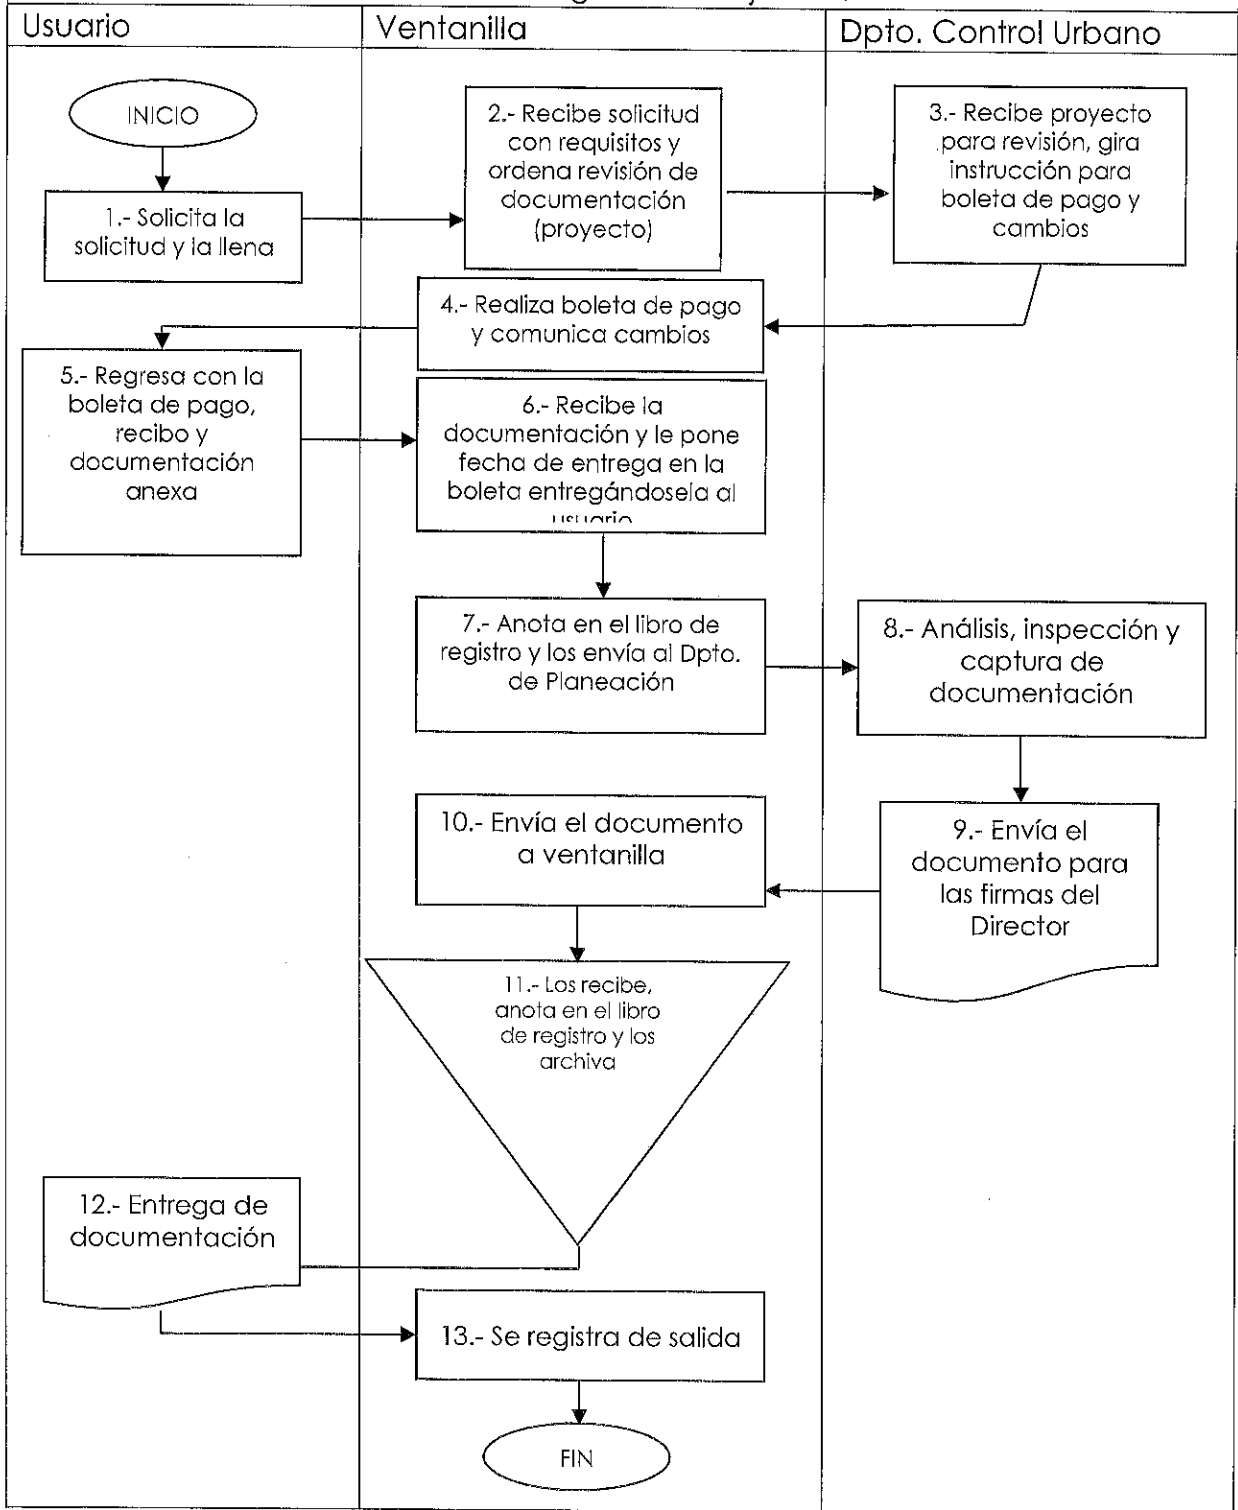 Usuario
Ventanilla
Dpto. Control Urbano
INICIO
1.- Solicita la
solicitud y la llena
2.- Recibe solicitud
con requisitos y
ordena revisión de
documentación
(proyecto)
3.- Recibe proyecto
para revisión, gira
instrucción para
boleta de pago y
cambios
4.- Realiza boleta de pago
y comunica cambios
5.- Regresa con la
boleta de pago,
recibo y
documentación
anexa
6.- Recibe la
documentación y le pone
fecha de entrega en la
boleta entregándosela al
usuario
7.- Anota en el libro de
registro y los envía al Dpto.
de Planeación
8.- Análisis, inspección y
captura de
documentación
9.- Envía el
documento para
las firmas del
Director
10.- Envía el documento
a ventanilla
11.- Los recibe,
anota en el libro
de registro y los
archiva
12.- Entrega de
documentación
13.- Se registra de salida
FIN